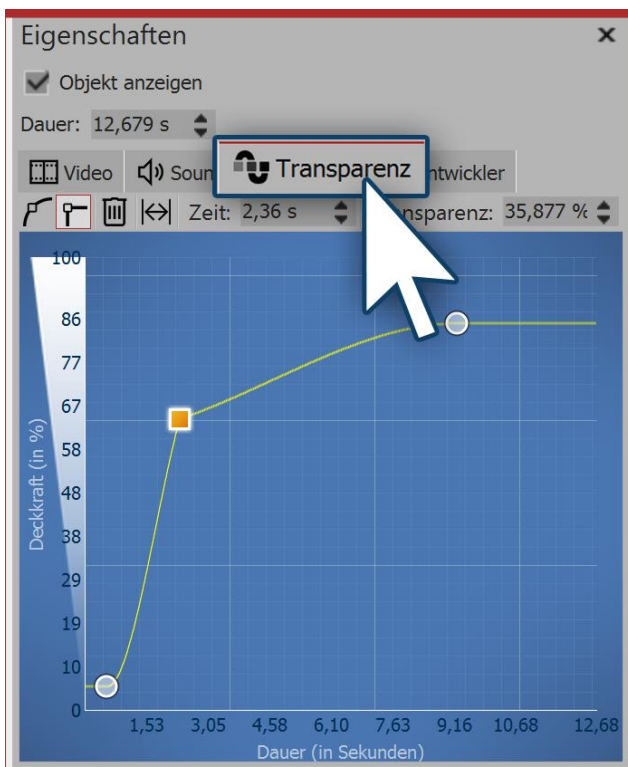 Eigenschaften
Objekt anzeigen
Dauer: 12,679 s
Video Soun Transparenz ntwickler
Zeit: 2,36 s nsparenz: 35,877 %
100
86
77
67
58
48
38
29
19
10
0
Deckkraft (in %)
1,53 3,05 4,58 6,10 7,63 9,16 10,68 12,68
Dauer (in Sekunden)